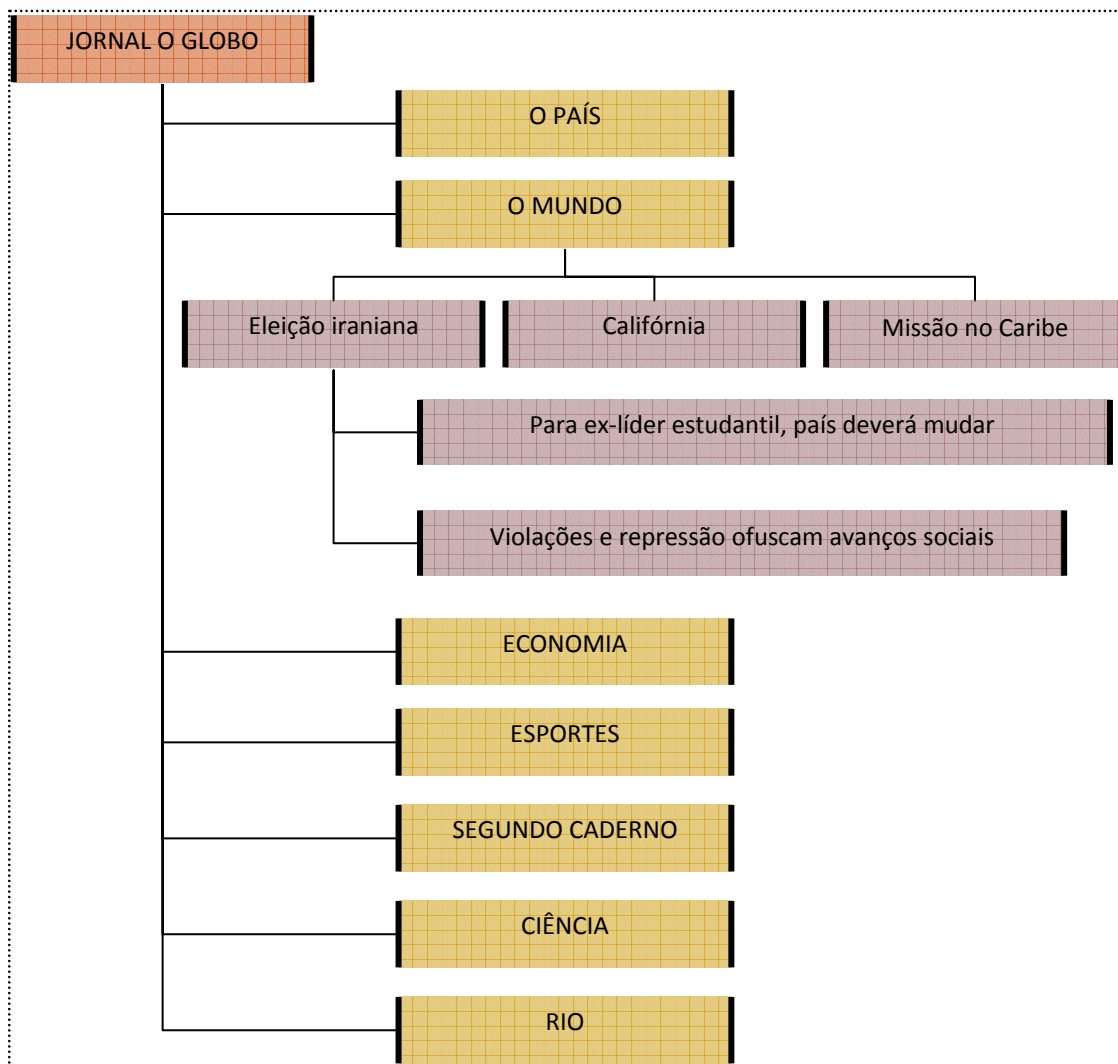 JORNAL O GLOBO
O PAÍS
O MUNDO
Eleição iraniana
Califórnia
Missão no Caribe
Para ex-líder estudantil, país deverá mudar
Violações e repressão ofuscam avanços sociais
ECONOMIA
ESPORTES
SEGUNDO CADERNO
CIÊNCIA
RIO